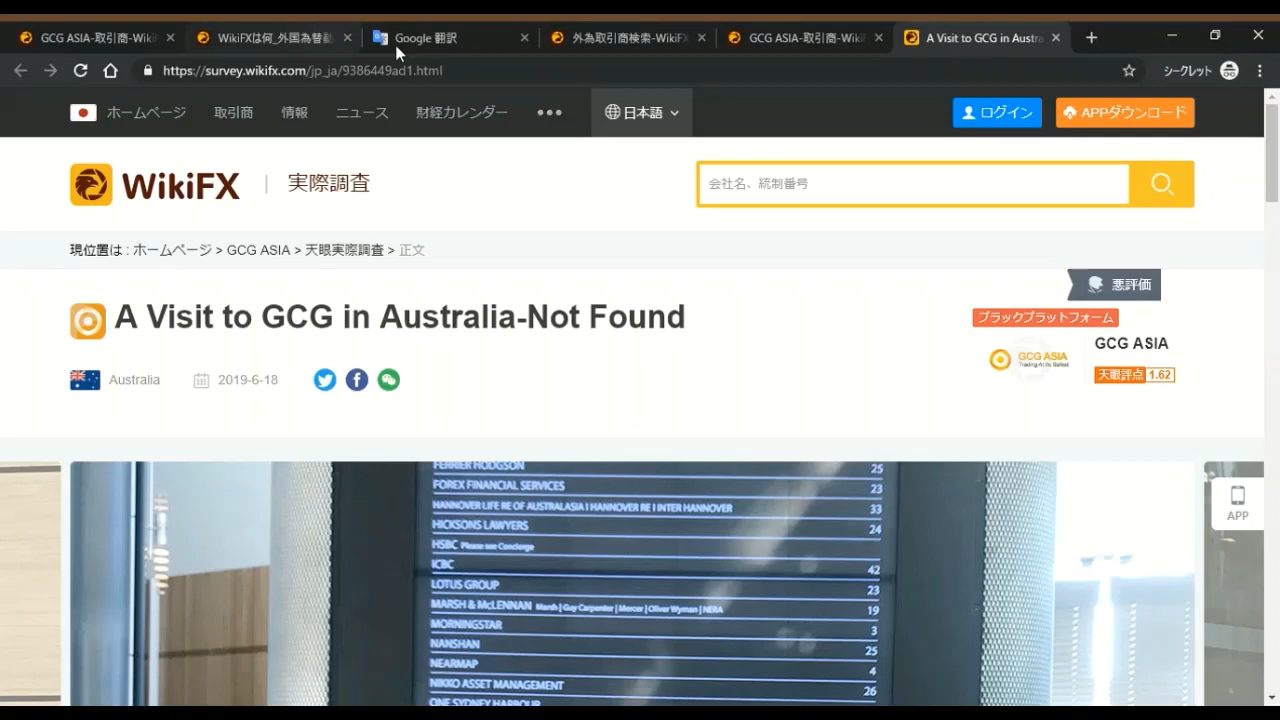 GCG ASIA-取引商-Wiki
WikiFXは何_外国為替動
Google 翻訳
外為取引商検索-WikiFX
GCG ASIA-取引商-Wiki
A Visit to GCG in Austra
https://survey.wikifx.com/jp_ja/9386449ad1.html
シークレット
ホームページ 取引商 情報 ニュース 財経カレンダー ••• 日本語
ログイン
APPダウンロード
WikiFX | 実際調査
会社名、統制番号
現位置は : ホームページ > GCG ASIA > 天眼実際調査 > 正文
悪評価
A Visit to GCG in Australia-Not Found
ブラックプラットフォーム
GCG ASIA
GCG ASIA
Trading At Its Safest
天眼評点 1.62
Australia 2019-6-18
FERRIER HODGSON 25
FOREX FINANCIAL SERVICES 23
HANNOVER LIFE RE OF AUSTRALASIA | HANNOVER RE | INTER HANNOVER 33
HICKSONS LAWYERS 24
HSBC Please see Concierge
ICBC 42
LOTUS GROUP 23
MARSH & McLENNAN Marsh | Guy Carpenter | Mercer | Oliver Wyman | NERA 19
MORNINGSTAR 3
NANSHAN 25
NEARMAP 4
NIKKO ASSET MANAGEMENT 26
ONE SYDNEY HARBOUR
APP